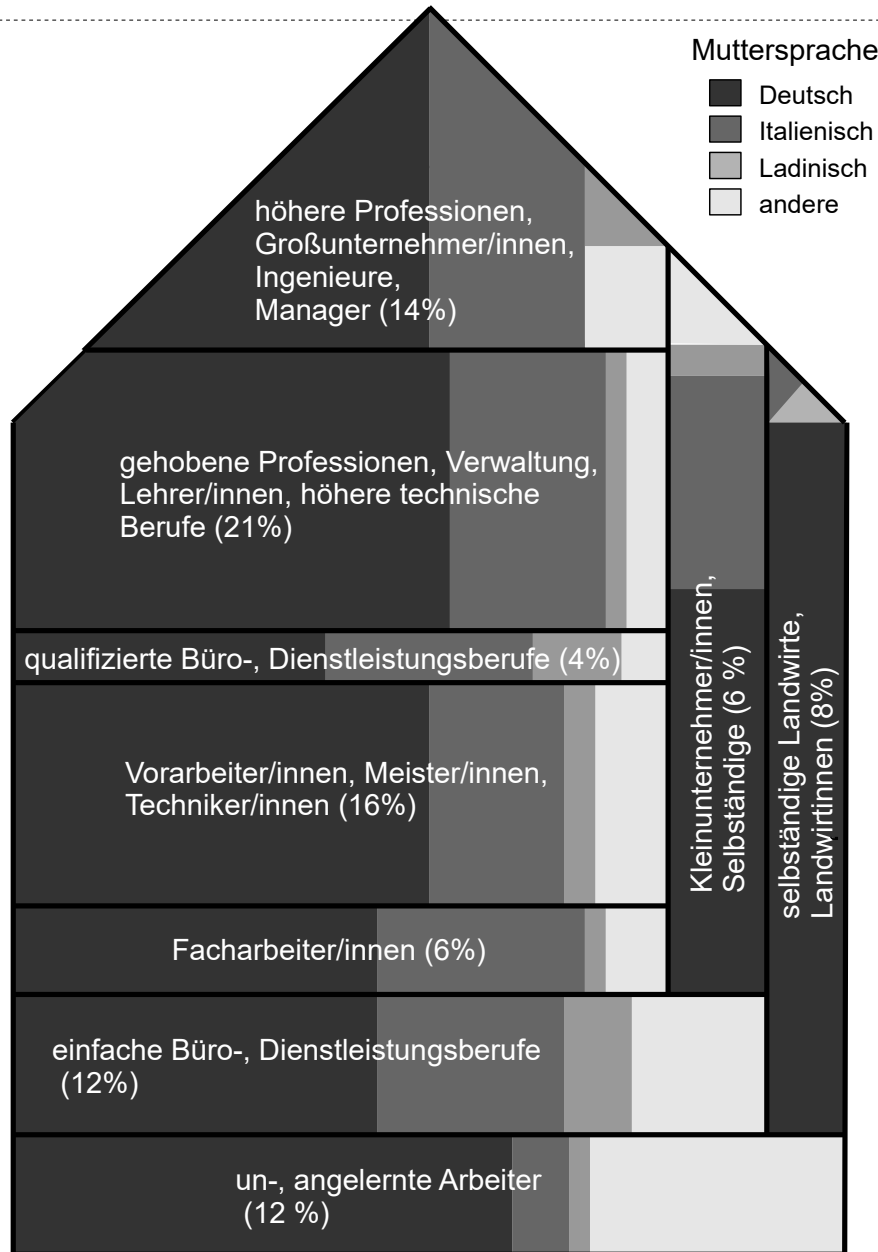 Muttersprache
Deutsch
Italienisch
Ladinisch
andere
höhere Professionen,
Großunternehmer/innen,
Ingenieure,
Manager (14%)
gehobene Professionen, Verwaltung,
Lehrer/innen, höhere technische
Berufe (21%)
qualifizierte Büro-, Dienstleistungsberufe (4%)
Vorarbeiter/innen, Meister/innen,
Techniker/innen (16%)
Facharbeiter/innen (6%)
einfache Büro-, Dienstleistungsberufe
(12%)
un-, angelernte Arbeiter
(12 %)
Kleinunternehmer/innen,
Selbständige (6 %)
selbständige Landwirte,
Landwirtinnen (8%)